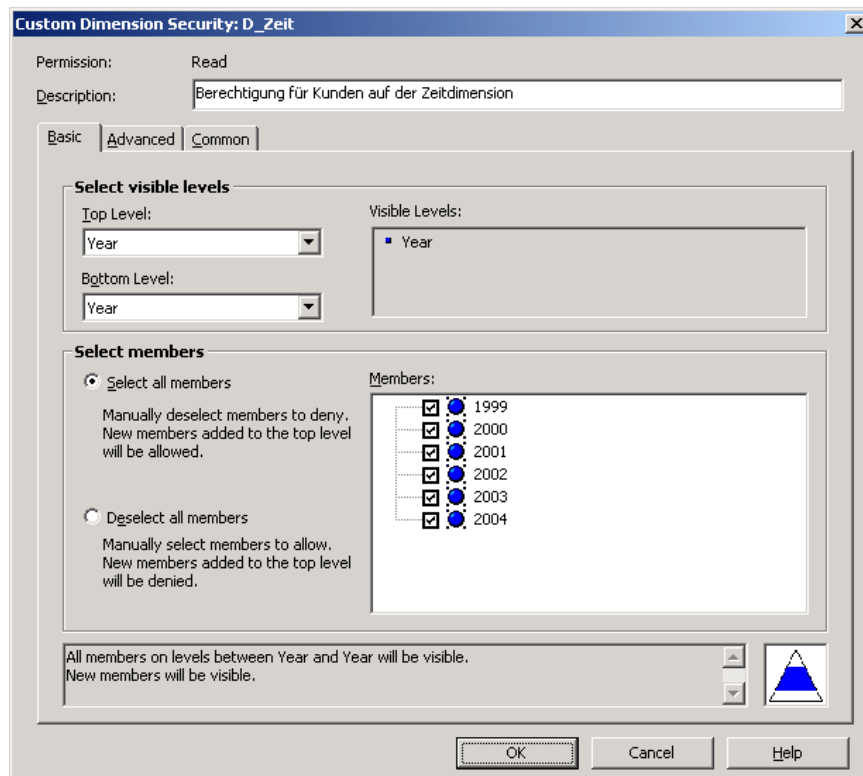 Custom Dimension Security: D_Zeit
Permission: Read
Description: Berechtigung für Kunden auf der Zeitdimension
Basic Advanced Common
Select visible levels
Top Level:
Year
Bottom Level:
Year
Visible Levels:
Year
Select members
Select all members
Manually deselect members to deny.
New members added to the top level
will be allowed.
Deselect all members
Manually select members to allow.
New members added to the top level
will be denied.
Members:
1999
2000
2001
2002
2003
2004
All members on levels between Year and Year will be visible.
New members will be visible.
OK Cancel Help